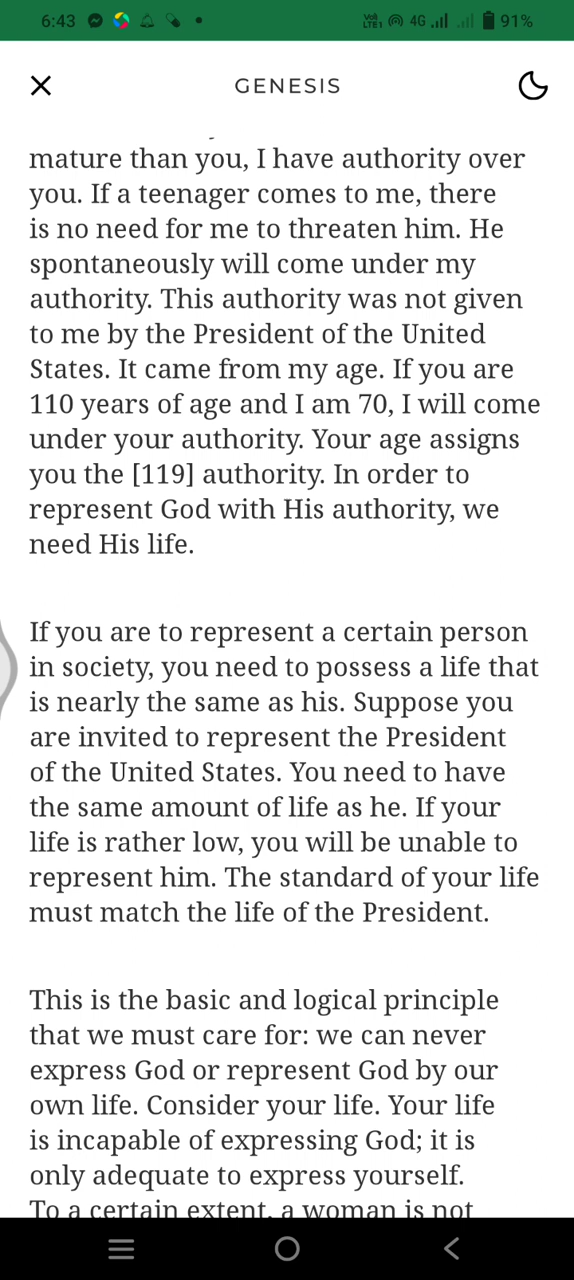 6:43
Vo) LTE1 4G 91%
GENESIS
mature than you, I have authority over
you. If a teenager comes to me, there
is no need for me to threaten him. He
spontaneously will come under my
authority. This authority was not given
to me by the President of the United
States. It came from my age. If you are
110 years of age and I am 70, I will come
under your authority. Your age assigns
you the [119] authority. In order to
represent God with His authority, we
need His life.
If you are to represent a certain person
in society, you need to possess a life that
is nearly the same as his. Suppose you
are invited to represent the President
of the United States. You need to have
the same amount of life as he. If your
life is rather low, you will be unable to
represent him. The standard of your life
must match the life of the President.
This is the basic and logical principle
that we must care for: we can never
express God or represent God by our
own life. Consider your life. Your life
is incapable of expressing God; it is
only adequate to express yourself.
To a certain extent, a woman is not